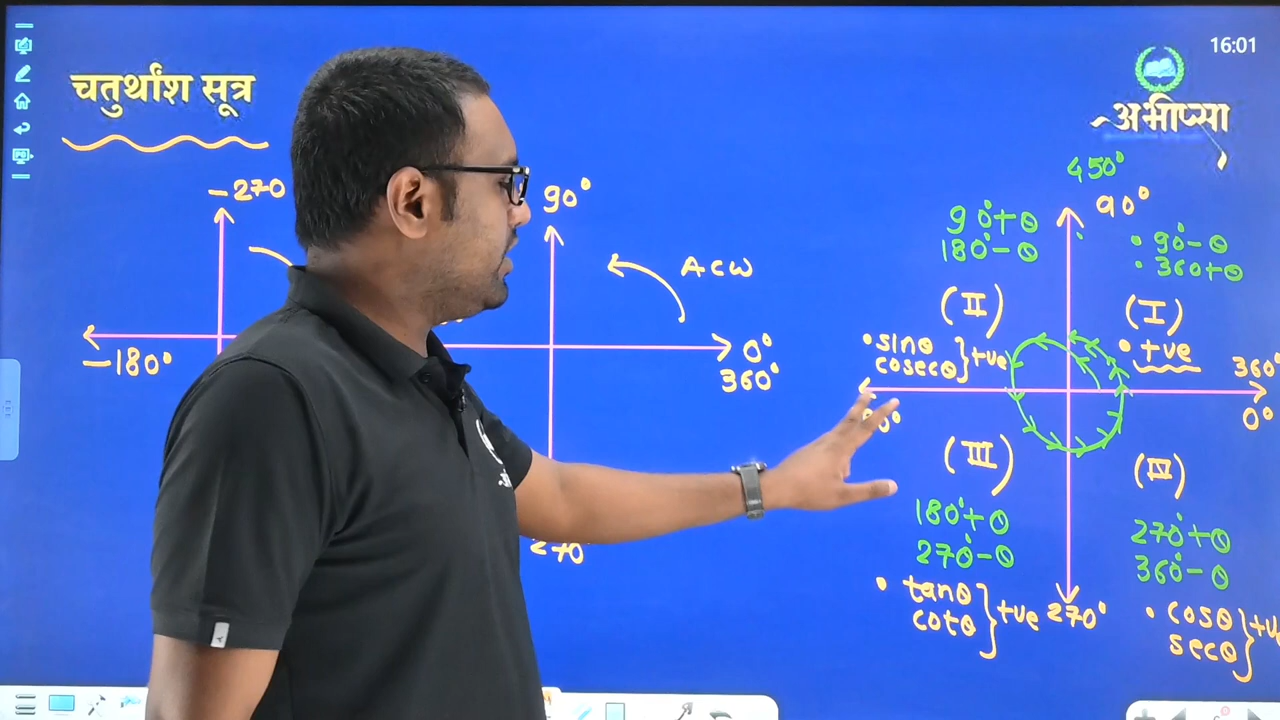 16:01
चतुर्थांश सूत्र
अभीप्सा
-270
90°
ACW
-180°
0°
360°
270
450°
90°
90°+θ
180°-θ
• 90°-θ
• 360+θ
(II)
(I)
• sinθ
cosecθ } +ve
• +ve
360°
0°
(III)
(IV)
180°+θ
270°-θ
270°+θ
360°-θ
• tanθ
cotθ } +ve
270°
• cosθ
secθ }